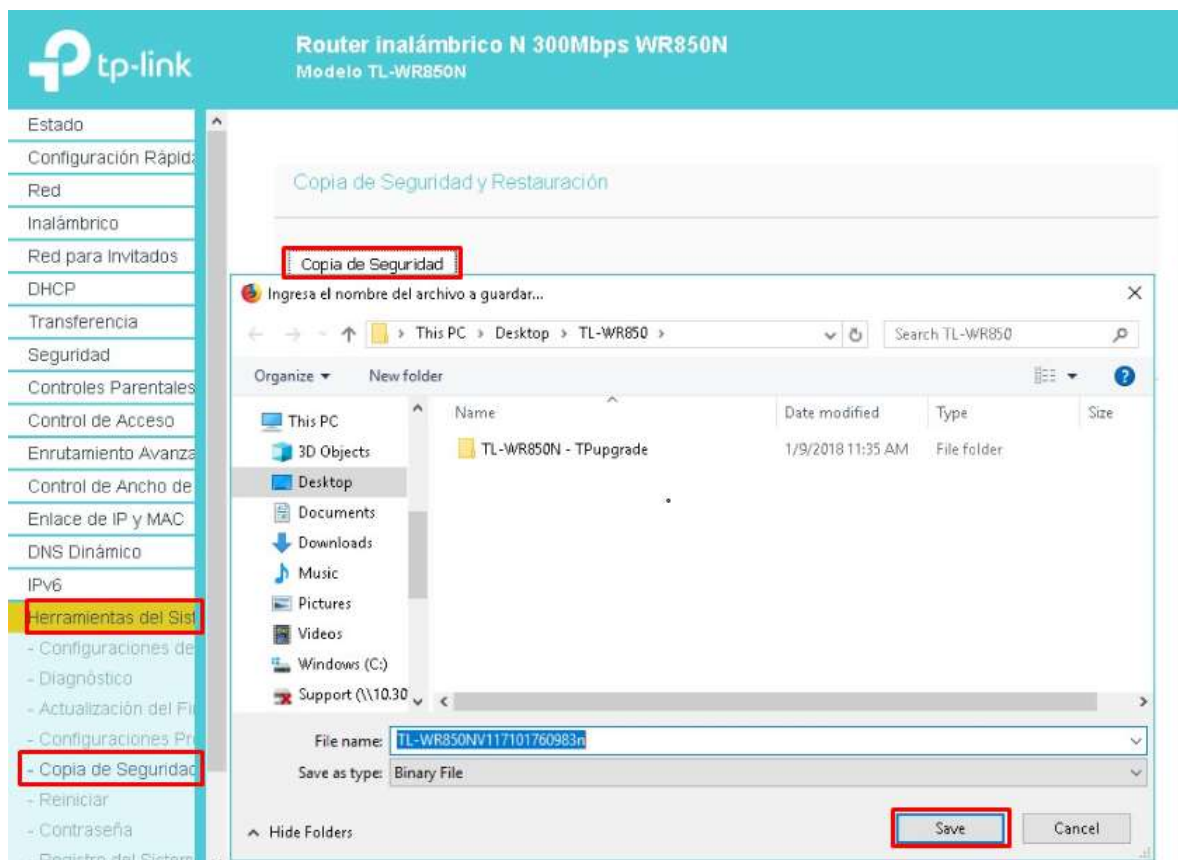 tp-link
Router inalámbrico N 300Mbps WR850N
Modelo TL-WR850N
Estado
Configuración Rápida
Red
Inalámbrico
Red para Invitados
DHCP
Transferencia
Seguridad
Controles Parentales
Control de Acceso
Enrutamiento Avanza
Control de Ancho de
Enlace de IP y MAC
DNS Dinámico
IPv6
Herramientas del Sist
- Configuraciones de
- Diagnóstico
- Actualización del Fi
- Configuraciones Pr
- Copia de Seguridad
- Reiniciar
- Contraseña
- Registro del Sistem
Copia de Seguridad y Restauración
Copia de Seguridad
Ingresa el nombre del archivo a guardar...
This PC > Desktop > TL-WR850 >
Search TL-WR850
Organize
New folder
This PC
3D Objects
Desktop
Documents
Downloads
Music
Pictures
Videos
Windows (C:)
Support (\\10.30
Name Date modified Type Size
TL-WR850N - TPupgrade 1/9/2018 11:35 AM File folder
File name: TL-WR850NV117101760983n
Save as type: Binary File
Hide Folders
Save
Cancel